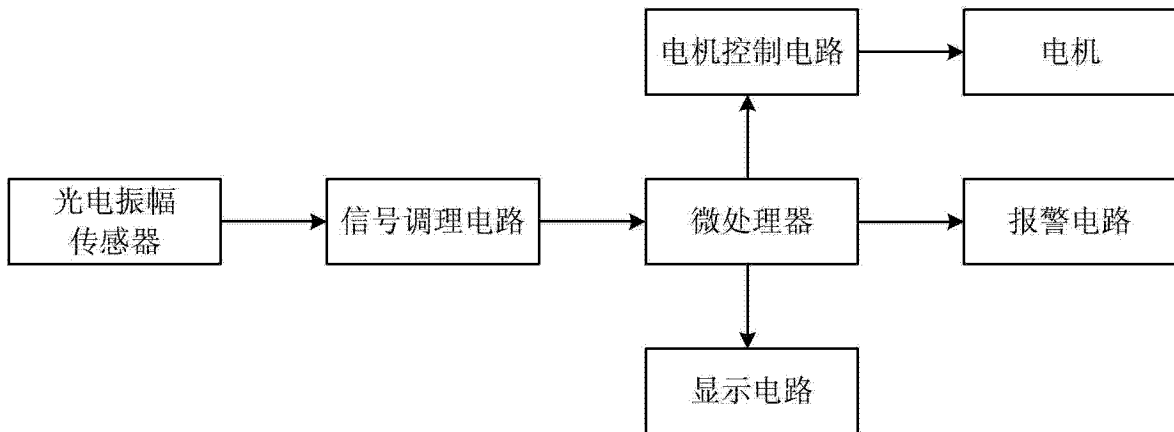 电机控制电路
电机
光电振幅
传感器
信号调理电路
微处理器
报警电路
显示电路